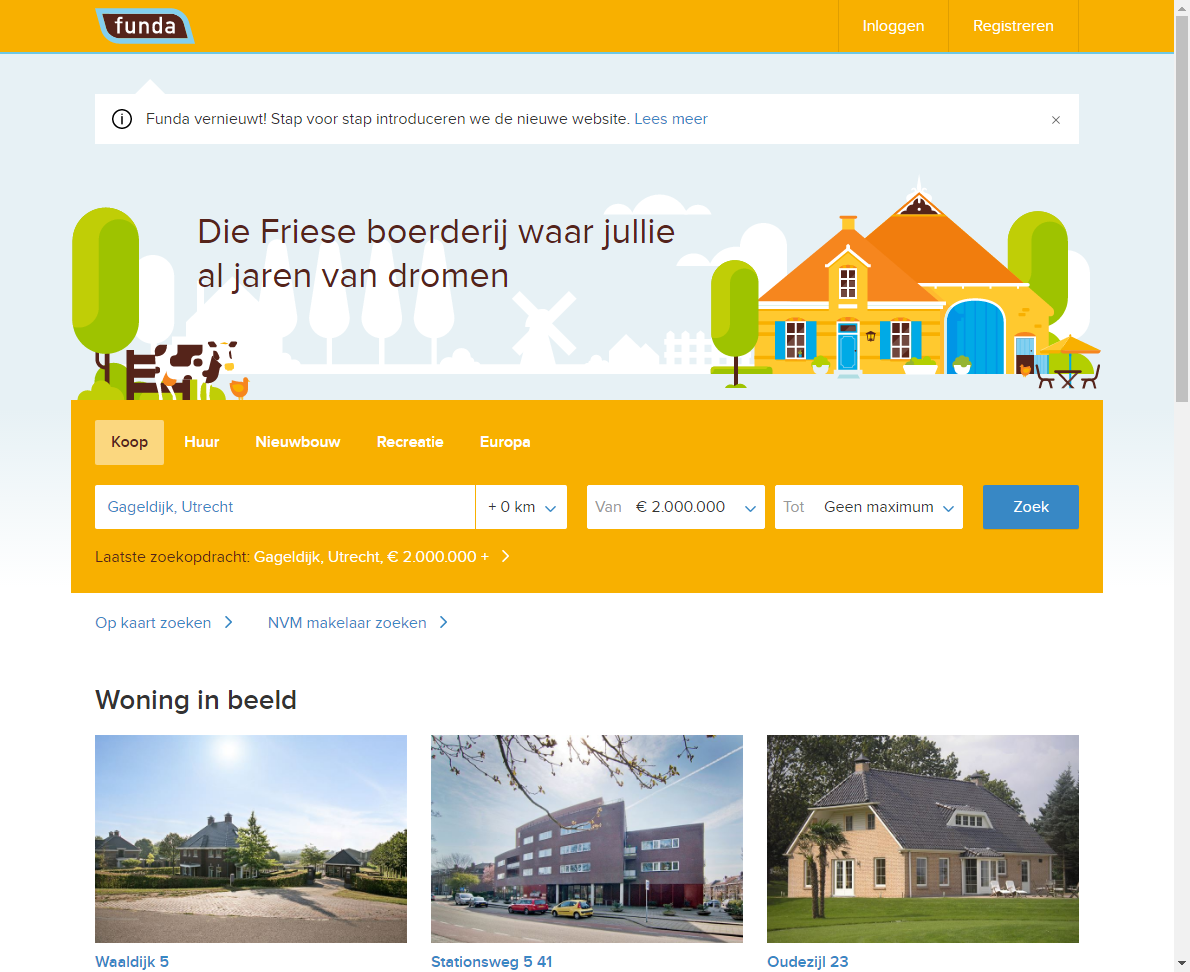 funda
Inloggen
Registreren
Funda vernieuwt! Stap voor stap introduceren we de nieuwe website. Lees meer
Die Friese boerderij waar jullie
al jaren van dromen
Koop
Huur
Nieuwbouw
Recreatie
Europa
Gageldijk, Utrecht
+ 0 km
Van € 2.000.000
Tot Geen maximum
Zoek
Laatste zoekopdracht: Gageldijk, Utrecht, € 2.000.000 +
Op kaart zoeken
NVM makelaar zoeken
Woning in beeld
Waaldijk 5
Stationsweg 5 41
Oudezijl 23